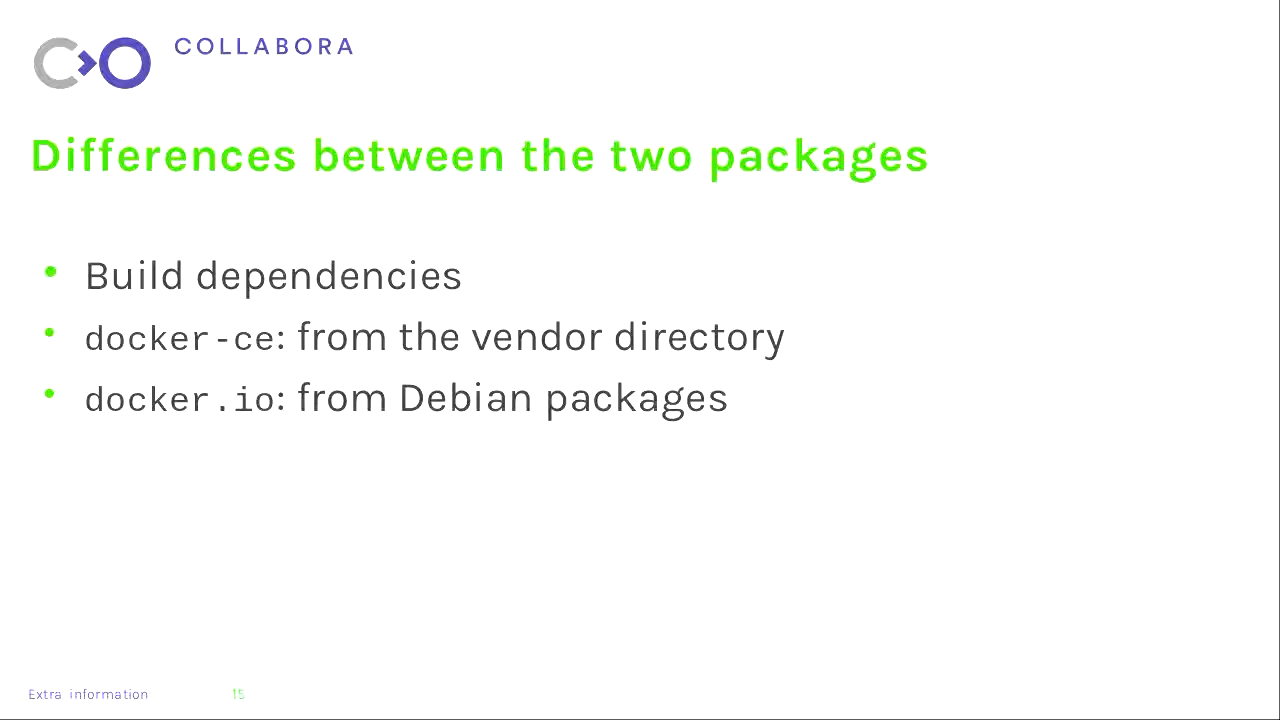 COLLABORA
Differences between the two packages
• Build dependencies
• docker-ce: from the vendor directory
• docker.io: from Debian packages
Extra information 15